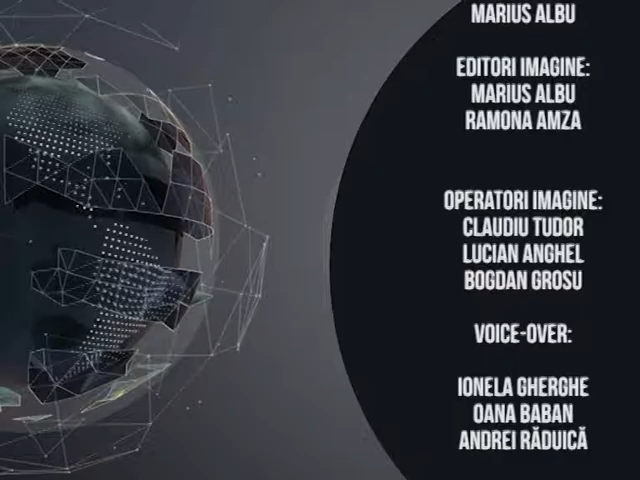 MARIUS ALBU
EDITORI IMAGINE:
MARIUS ALBU
RAMONA AMZA
OPERATORI IMAGINE:
CLAUDIU TUDOR
LUCIAN ANGHEL
BOGDAN GROSU
VOICE-OVER:
IONELA GHERGHE
OANA BABAN
ANDREI RĂDUICĂ